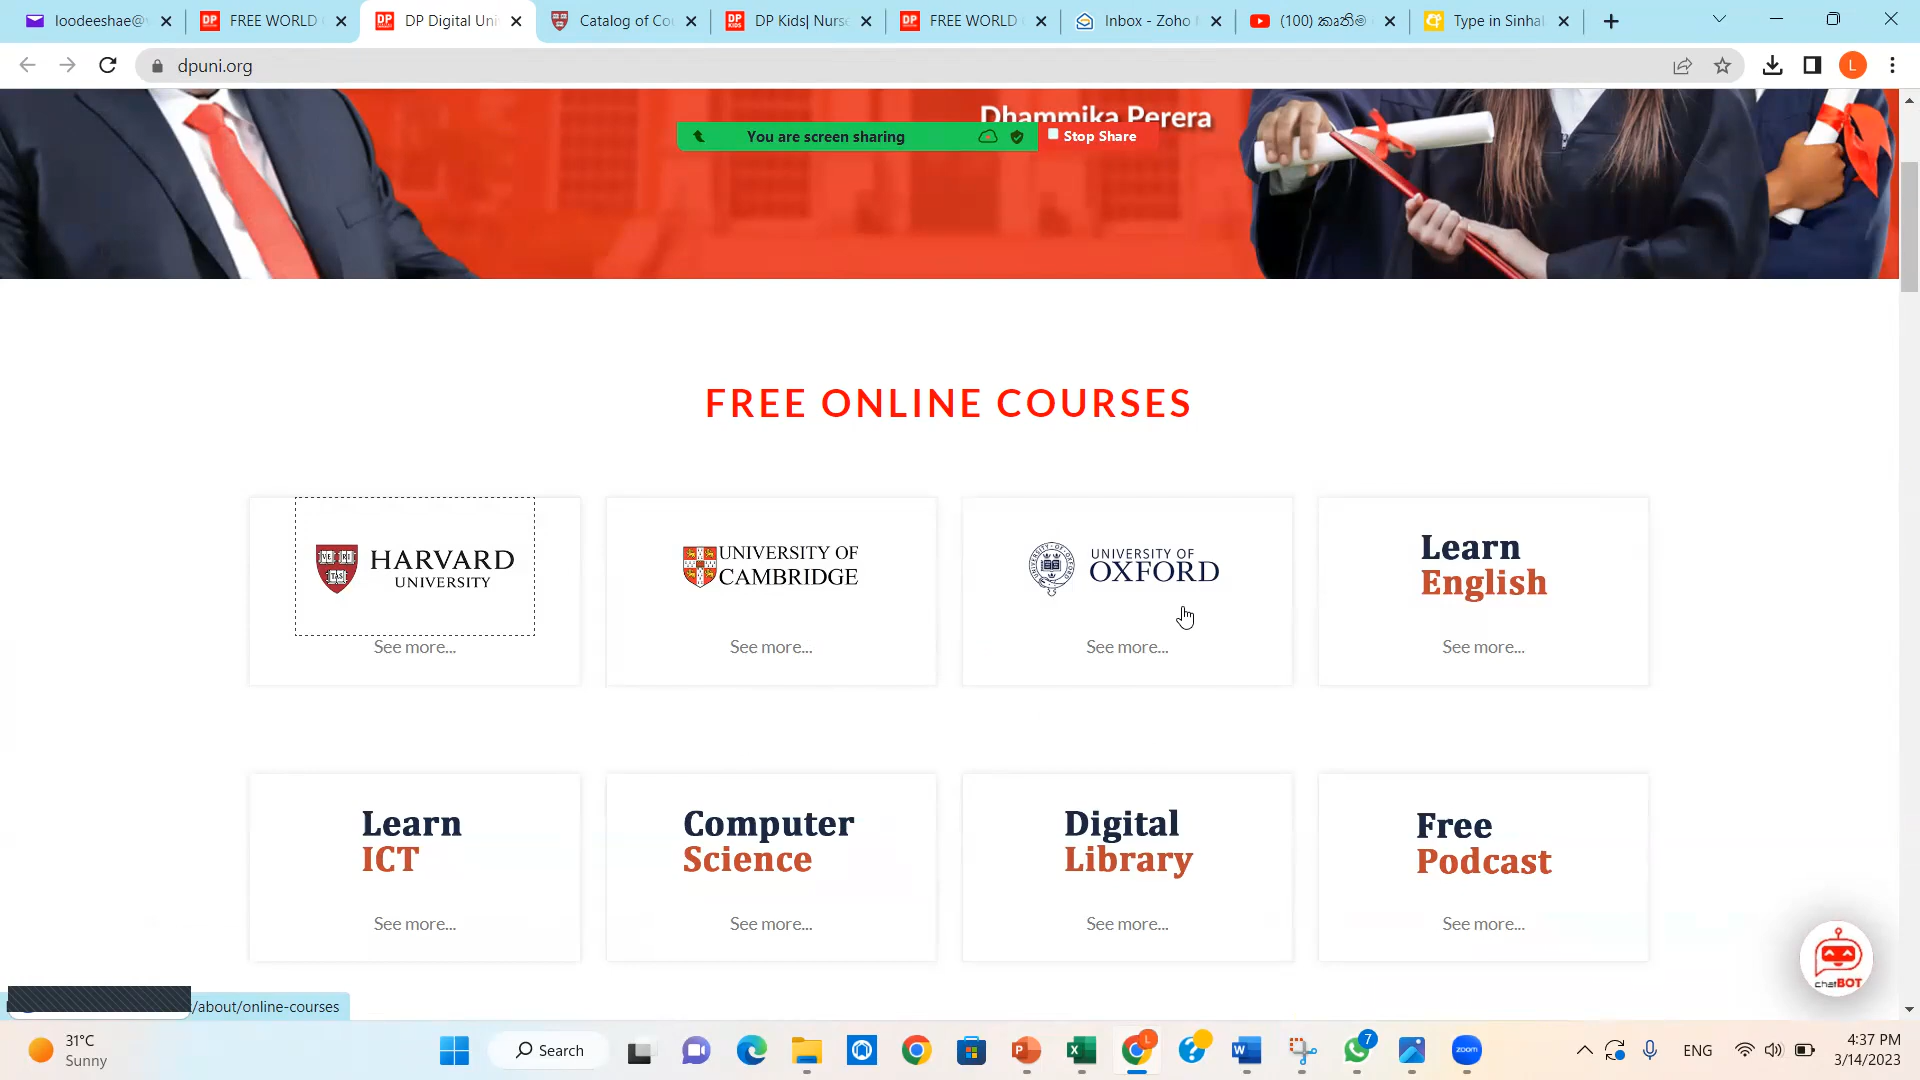 loodeeshae@
FREE WORLD
DP Digital Uni
Catalog of Co
DP Kids| Nurs
FREE WORLD
Inbox - Zoho
(100) කෘතිම
Type in Sinhal
dpuni.org
L
Dhammika Perera
You are screen sharing
Stop Share
FREE ONLINE COURSES
HARVARD
UNIVERSITY
See more...
UNIVERSITY OF
CAMBRIDGE
See more...
UNIVERSITY OF
OXFORD
See more...
Learn
English
See more...
Learn
ICT
See more...
Computer
Science
See more...
Digital
Library
See more...
Free
Podcast
See more...
chatBOT
/about/online-courses
31°C
Sunny
Search
7
zoom
ENG
4:37 PM
3/14/2023